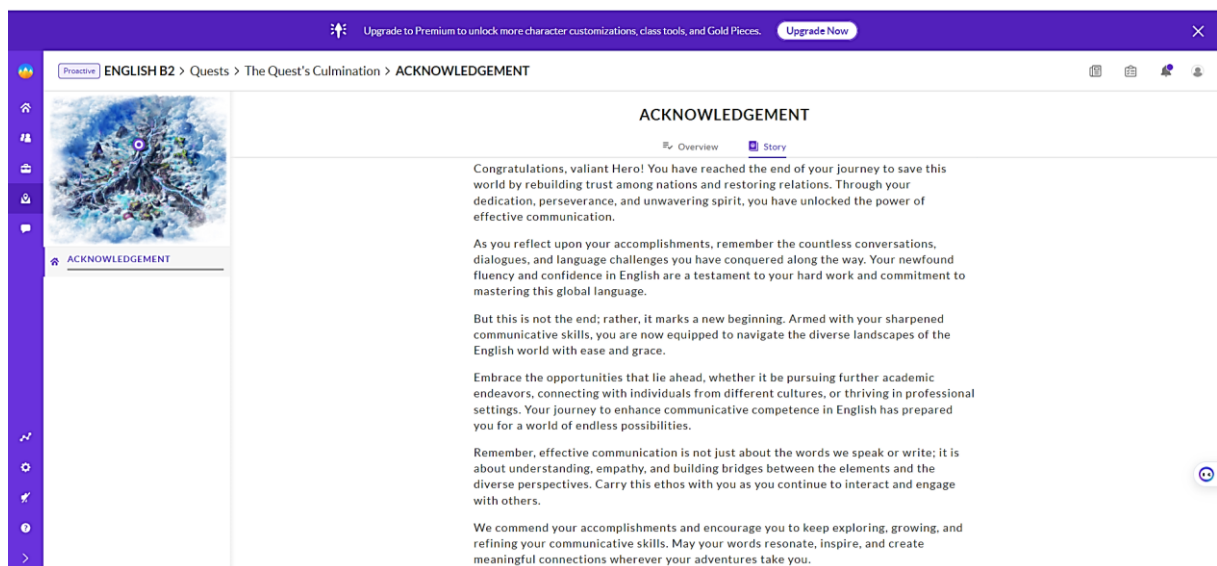 Upgrade to Premium to unlock more character customizations, class tools, and Gold Pieces. Upgrade Now
Proactive ENGLISH B2 > Quests > The Quest's Culmination > ACKNOWLEDGEMENT
ACKNOWLEDGEMENT
Overview Story
Congratulations, valiant Hero! You have reached the end of your journey to save this
world by rebuilding trust among nations and restoring relations. Through your
dedication, perseverance, and unwavering spirit, you have unlocked the power of
effective communication.
As you reflect upon your accomplishments, remember the countless conversations,
dialogues, and language challenges you have conquered along the way. Your newfound
fluency and confidence in English are a testament to your hard work and commitment to
mastering this global language.
But this is not the end; rather, it marks a new beginning. Armed with your sharpened
communicative skills, you are now equipped to navigate the diverse landscapes of the
English world with ease and grace.
Embrace the opportunities that lie ahead, whether it be pursuing further academic
endeavors, connecting with individuals from different cultures, or thriving in professional
settings. Your journey to enhance communicative competence in English has prepared
you for a world of endless possibilities.
Remember, effective communication is not just about the words we speak or write; it is
about understanding, empathy, and building bridges between the elements and the
diverse perspectives. Carry this ethos with you as you continue to interact and engage
with others.
We commend your accomplishments and encourage you to keep exploring, growing, and
refining your communicative skills. May your words resonate, inspire, and create
meaningful connections wherever your adventures take you.
ACKNOWLEDGEMENT